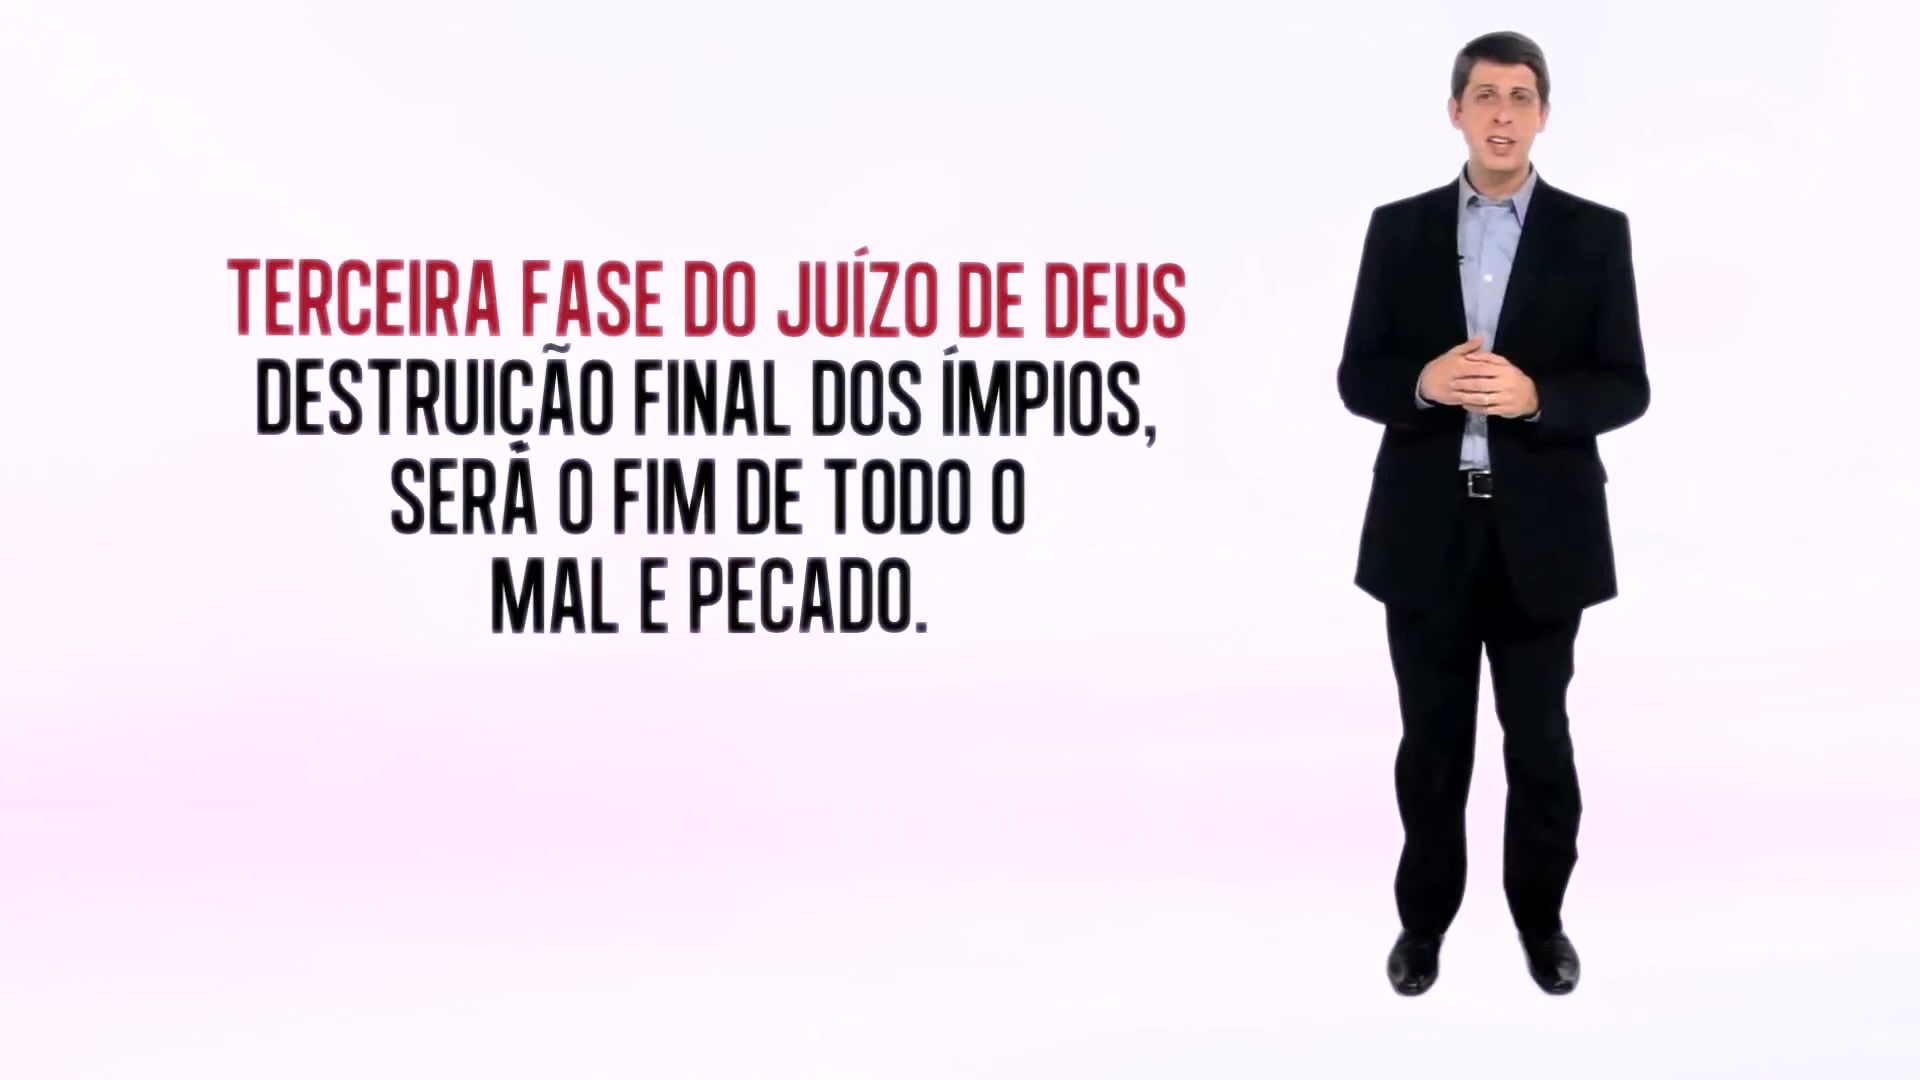 TERCEIRA FASE DO JUÍZO DE DEUS
DESTRUIÇÃO FINAL DOS ÍMPIOS,
SERÁ O FIM DE TODO O
MAL E PECADO.